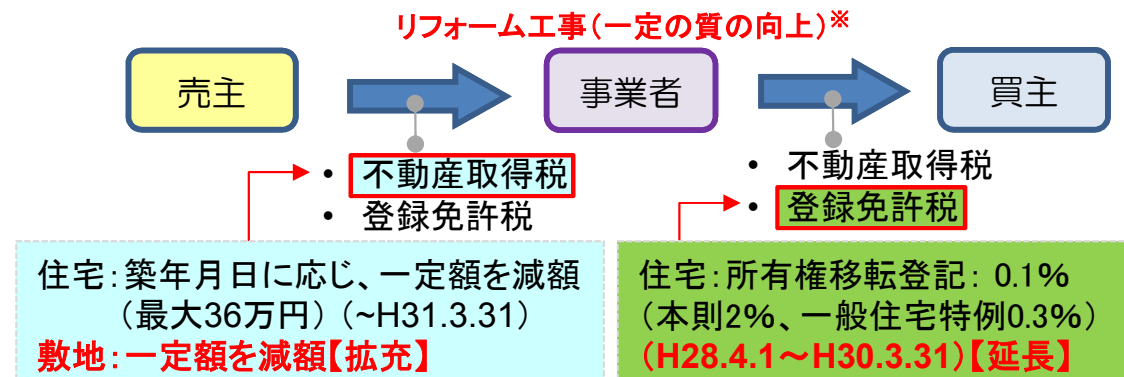 リフォーム工事(一定の質の向上)※
売主
事業者
買主
• 不動産取得税
• 登録免許税
• 不動産取得税
• 登録免許税
住宅:築年月日に応じ、一定額を減額
(最大36万円) (~H31.3.31)
敷地:一定額を減額【拡充】
住宅:所有権移転登記: 0.1%
(本則2%、一般住宅特例0.3%)
(H28.4.1~H30.3.31)【延長】